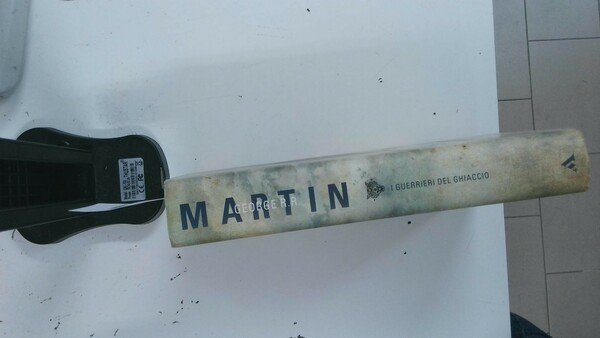 MARTIN
GEORGE R.R.
I GUERRIERI DEL GHIACCIO